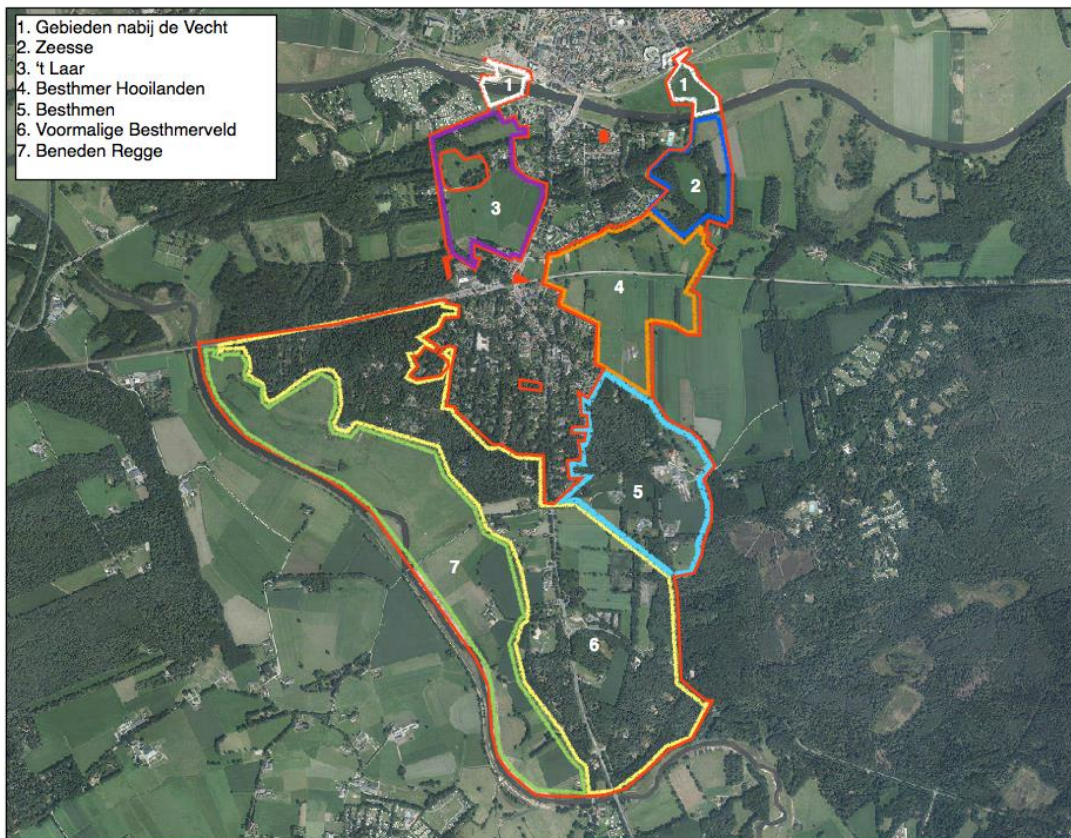 1. Gebieden nabij de Vecht
2. Zeesse
3. 't Laar
4. Besthmer Hooilanden
5. Besthmen
6. Voormalige Besthmerveld
7. Beneden Regge
1
1
2
3
4
5
7
6